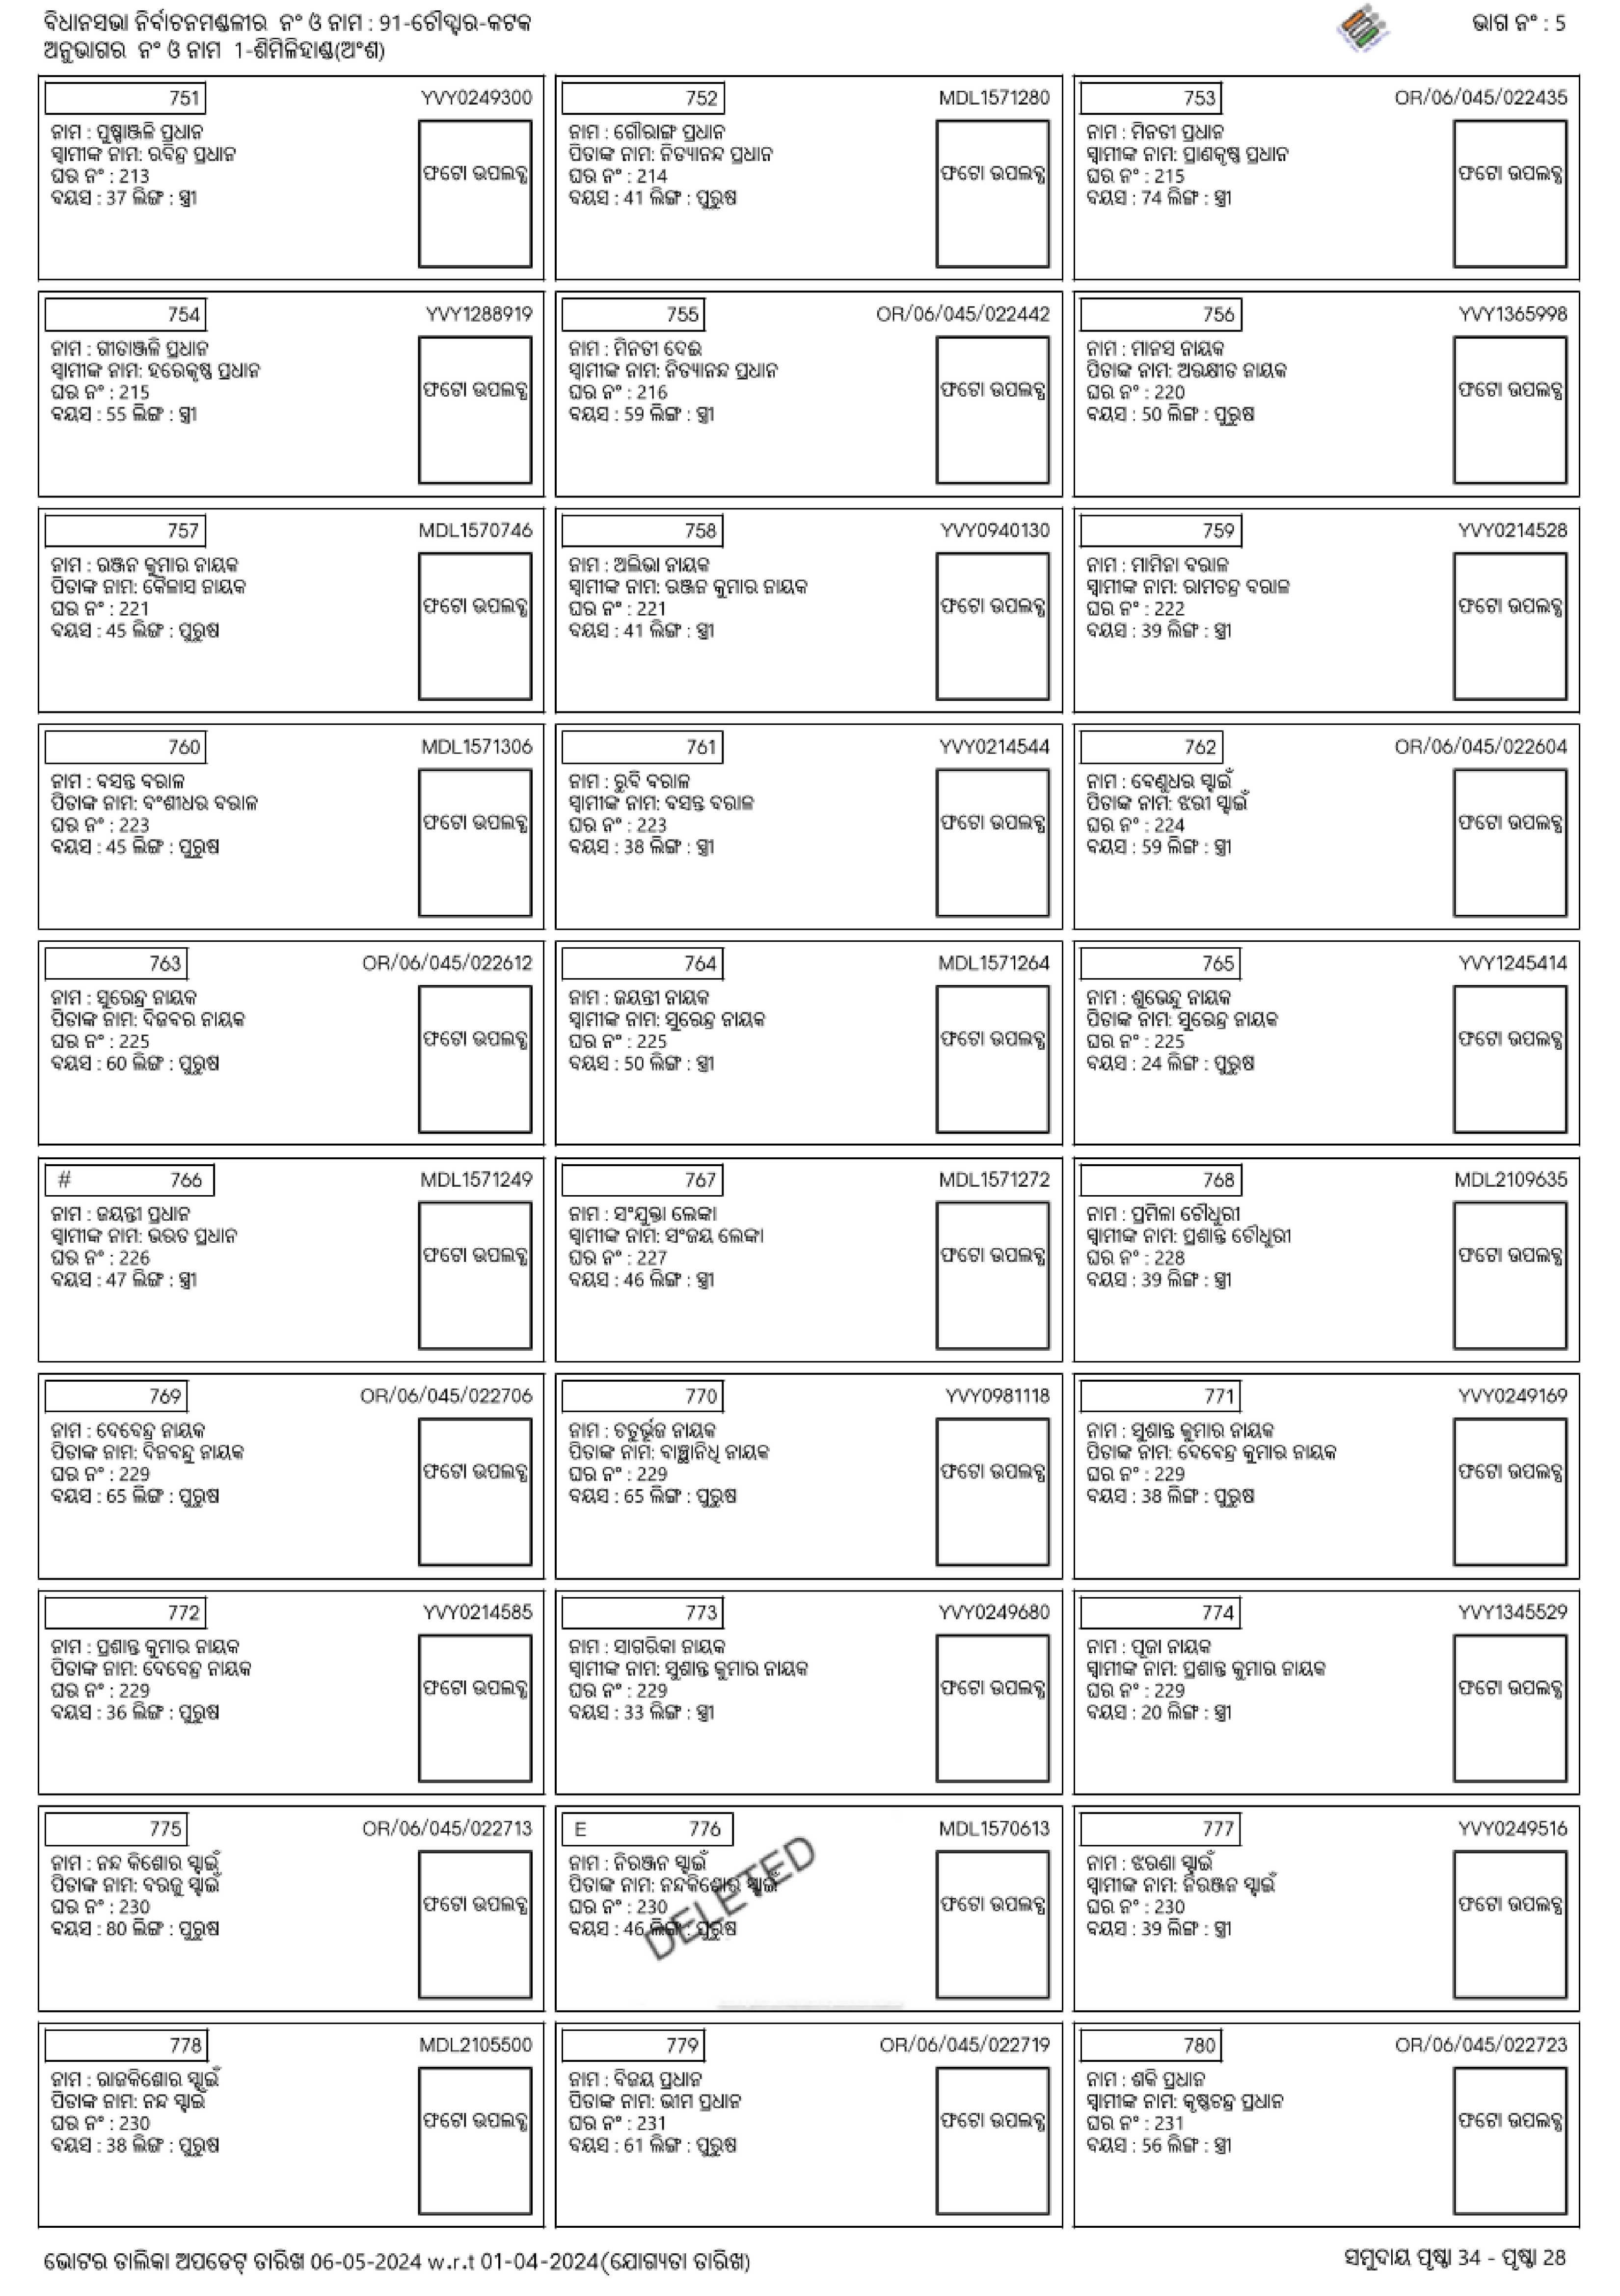 ବିଧାନସଭା ନିର୍ବାଚନମଣ୍ଡଳୀର ନଂ ଓ ନାମ : 91-ଚୌଦ୍ୱାର-କଟକ
ଭାଗ ନଂ : 5
ଅନୁଭାଗର ନଂ ଓ ନାମ 1-ଶିମିଳିହାଣ୍ଡ(ଅଂଶ)
751 YVY0249300
ନାମ : ପୁଷ୍ପାଞ୍ଜଳି ପ୍ରଧାନ
ସ୍ୱାମୀଙ୍କ ନାମ: ରବିନ୍ଦ୍ର ପ୍ରଧାନ
ଘର ନଂ : 213
ବୟସ : 37 ଲିଙ୍ଗ : ସ୍ତ୍ରୀ
ଫଟୋ ଉପଲବ୍ଧ
752 MDL1571280
ନାମ : ଗୌରାଙ୍ଗ ପ୍ରଧାନ
ପିତାଙ୍କ ନାମ: ନିତ୍ୟାନନ୍ଦ ପ୍ରଧାନ
ଘର ନଂ : 214
ବୟସ : 41 ଲିଙ୍ଗ : ପୁରୁଷ
ଫଟୋ ଉପଲବ୍ଧ
753 OR/06/045/022435
ନାମ : ମିନତୀ ପ୍ରଧାନ
ସ୍ୱାମୀଙ୍କ ନାମ: ପ୍ରାଣକୃଷ୍ଣ ପ୍ରଧାନ
ଘର ନଂ : 215
ବୟସ : 74 ଲିଙ୍ଗ : ସ୍ତ୍ରୀ
ଫଟୋ ଉପଲବ୍ଧ
754 YVY1288919
ନାମ : ଗୀତାଞ୍ଜଳି ପ୍ରଧାନ
ସ୍ୱାମୀଙ୍କ ନାମ: ହରେକୃଷ୍ଣ ପ୍ରଧାନ
ଘର ନଂ : 215
ବୟସ : 55 ଲିଙ୍ଗ : ସ୍ତ୍ରୀ
ଫଟୋ ଉପଲବ୍ଧ
755 OR/06/045/022442
ନାମ : ମିନତୀ ଦେଈ
ସ୍ୱାମୀଙ୍କ ନାମ: ନିତ୍ୟାନନ୍ଦ ପ୍ରଧାନ
ଘର ନଂ : 216
ବୟସ : 59 ଲିଙ୍ଗ : ସ୍ତ୍ରୀ
ଫଟୋ ଉପଲବ୍ଧ
756 YVY1365998
ନାମ : ମାନସ ନାୟକ
ପିତାଙ୍କ ନାମ: ଅରକ୍ଷୀତ ନାୟକ
ଘର ନଂ : 220
ବୟସ : 50 ଲିଙ୍ଗ : ପୁରୁଷ
ଫଟୋ ଉପଲବ୍ଧ
757 MDL1570746
ନାମ : ରଞ୍ଜନ କୁମାର ନାୟକ
ପିତାଙ୍କ ନାମ: କୈଳାସ ନାୟକ
ଘର ନଂ : 221
ବୟସ : 45 ଲିଙ୍ଗ : ପୁରୁଷ
ଫଟୋ ଉପଲବ୍ଧ
758 YVY0940130
ନାମ : ଅଲିଭା ନାୟକ
ସ୍ୱାମୀଙ୍କ ନାମ: ରଞ୍ଜନ କୁମାର ନାୟକ
ଘର ନଂ : 221
ବୟସ : 41 ଲିଙ୍ଗ : ସ୍ତ୍ରୀ
ଫଟୋ ଉପଲବ୍ଧ
759 YVY0214528
ନାମ : ମାମିନା ବରାଳ
ସ୍ୱାମୀଙ୍କ ନାମ: ରାମଚନ୍ଦ୍ର ବରାଳ
ଘର ନଂ : 222
ବୟସ : 39 ଲିଙ୍ଗ : ସ୍ତ୍ରୀ
ଫଟୋ ଉପଲବ୍ଧ
760 MDL1571306
ନାମ : ବସନ୍ତ ବରାଳ
ପିତାଙ୍କ ନାମ: ବଂଶୀଧର ବରାଳ
ଘର ନଂ : 223
ବୟସ : 45 ଲିଙ୍ଗ : ପୁରୁଷ
ଫଟୋ ଉପଲବ୍ଧ
761 YVY0214544
ନାମ : ରୁବି ବରାଳ
ସ୍ୱାମୀଙ୍କ ନାମ: ବସନ୍ତ ବରାଳ
ଘର ନଂ : 223
ବୟସ : 38 ଲିଙ୍ଗ : ସ୍ତ୍ରୀ
ଫଟୋ ଉପଲବ୍ଧ
762 OR/06/045/022604
ନାମ : ବେଣୁଧର ସ୍ୱାଇଁ
ପିତାଙ୍କ ନାମ: ଝରୀ ସ୍ୱାଇଁ
ଘର ନଂ : 224
ବୟସ : 59 ଲିଙ୍ଗ : ସ୍ତ୍ରୀ
ଫଟୋ ଉପଲବ୍ଧ
763 OR/06/045/022612
ନାମ : ସୁରେନ୍ଦ୍ର ନାୟକ
ପିତାଙ୍କ ନାମ: ଦିଜବର ନାୟକ
ଘର ନଂ : 225
ବୟସ : 60 ଲିଙ୍ଗ : ପୁରୁଷ
ଫଟୋ ଉପଲବ୍ଧ
764 MDL1571264
ନାମ : ଜୟନ୍ତୀ ନାୟକ
ସ୍ୱାମୀଙ୍କ ନାମ: ସୁରେନ୍ଦ୍ର ନାୟକ
ଘର ନଂ : 225
ବୟସ : 50 ଲିଙ୍ଗ : ସ୍ତ୍ରୀ
ଫଟୋ ଉପଲବ୍ଧ
765 YVY1245414
ନାମ : ଶୁଭେନ୍ଦୁ ନାୟକ
ପିତାଙ୍କ ନାମ: ସୁରେନ୍ଦ୍ର ନାୟକ
ଘର ନଂ : 225
ବୟସ : 24 ଲିଙ୍ଗ : ପୁରୁଷ
ଫଟୋ ଉପଲବ୍ଧ
# 766 MDL1571249
ନାମ : ଜୟନ୍ତୀ ପ୍ରଧାନ
ସ୍ୱାମୀଙ୍କ ନାମ: ଭରତ ପ୍ରଧାନ
ଘର ନଂ : 226
ବୟସ : 47 ଲିଙ୍ଗ : ସ୍ତ୍ରୀ
ଫଟୋ ଉପଲବ୍ଧ
767 MDL1571272
ନାମ : ସଂଯୁକ୍ତା ଲେଙ୍କା
ସ୍ୱାମୀଙ୍କ ନାମ: ସଂଜୟ ଲେଙ୍କା
ଘର ନଂ : 227
ବୟସ : 46 ଲିଙ୍ଗ : ସ୍ତ୍ରୀ
ଫଟୋ ଉପଲବ୍ଧ
768 MDL2109635
ନାମ : ପ୍ରମିଳା ଚୌଧୁରୀ
ସ୍ୱାମୀଙ୍କ ନାମ: ପ୍ରଶାନ୍ତ ଚୌଧୁରୀ
ଘର ନଂ : 228
ବୟସ : 39 ଲିଙ୍ଗ : ସ୍ତ୍ରୀ
ଫଟୋ ଉପଲବ୍ଧ
769 OR/06/045/022706
ନାମ : ଦେବେନ୍ଦ୍ର ନାୟକ
ପିତାଙ୍କ ନାମ: ଦିନବନ୍ଦୁ ନାୟକ
ଘର ନଂ : 229
ବୟସ : 65 ଲିଙ୍ଗ : ପୁରୁଷ
ଫଟୋ ଉପଲବ୍ଧ
770 YVY0981118
ନାମ : ଚତୁର୍ଭୂଜ ନାୟକ
ପିତାଙ୍କ ନାମ: ବାଞ୍ଛାନିଧି ନାୟକ
ଘର ନଂ : 229
ବୟସ : 65 ଲିଙ୍ଗ : ପୁରୁଷ
ଫଟୋ ଉପଲବ୍ଧ
771 YVY0249169
ନାମ : ସୁଶାନ୍ତ କୁମାର ନାୟକ
ପିତାଙ୍କ ନାମ: ଦେବେନ୍ଦ୍ର କୁମାର ନାୟକ
ଘର ନଂ : 229
ବୟସ : 38 ଲିଙ୍ଗ : ପୁରୁଷ
ଫଟୋ ଉପଲବ୍ଧ
772 YVY0214585
ନାମ : ପ୍ରଶାନ୍ତ କୁମାର ନାୟକ
ପିତାଙ୍କ ନାମ: ଦେବେନ୍ଦ୍ର ନାୟକ
ଘର ନଂ : 229
ବୟସ : 36 ଲିଙ୍ଗ : ପୁରୁଷ
ଫଟୋ ଉପଲବ୍ଧ
773 YVY0249680
ନାମ : ସାଗରିକା ନାୟକ
ସ୍ୱାମୀଙ୍କ ନାମ: ସୁଶାନ୍ତ କୁମାର ନାୟକ
ଘର ନଂ : 229
ବୟସ : 33 ଲିଙ୍ଗ : ସ୍ତ୍ରୀ
ଫଟୋ ଉପଲବ୍ଧ
774 YVY1345529
ନାମ : ପୂଜା ନାୟକ
ସ୍ୱାମୀଙ୍କ ନାମ: ପ୍ରଶାନ୍ତ କୁମାର ନାୟକ
ଘର ନଂ : 229
ବୟସ : 20 ଲିଙ୍ଗ : ସ୍ତ୍ରୀ
ଫଟୋ ଉପଲବ୍ଧ
775 OR/06/045/022713
ନାମ : ନନ୍ଦ କିଶୋର ସ୍ୱାଇଁ
ପିତାଙ୍କ ନାମ: ବରଜୁ ସ୍ୱାଇଁ
ଘର ନଂ : 230
ବୟସ : 80 ଲିଙ୍ଗ : ପୁରୁଷ
ଫଟୋ ଉପଲବ୍ଧ
E 776 MDL1570613
ନାମ : ନିରଞ୍ଜନ ସ୍ୱାଇଁ
ପିତାଙ୍କ ନାମ: ନନ୍ଦକିଶୋର ସ୍ୱାଇଁ
ଘର ନଂ : 230
ବୟସ : 46 ଲିଙ୍ଗ : ପୁରୁଷ
DELETED
ଫଟୋ ଉପଲବ୍ଧ
777 YVY0249516
ନାମ : ଝରଣା ସ୍ୱାଇଁ
ସ୍ୱାମୀଙ୍କ ନାମ: ନିରଞ୍ଜନ ସ୍ୱାଇଁ
ଘର ନଂ : 230
ବୟସ : 39 ଲିଙ୍ଗ : ସ୍ତ୍ରୀ
ଫଟୋ ଉପଲବ୍ଧ
778 MDL2105500
ନାମ : ରାଜକିଶୋର ସ୍ୱାଇଁ
ପିତାଙ୍କ ନାମ: ନନ୍ଦ ସ୍ୱାଇଁ
ଘର ନଂ : 230
ବୟସ : 38 ଲିଙ୍ଗ : ପୁରୁଷ
ଫଟୋ ଉପଲବ୍ଧ
779 OR/06/045/022719
ନାମ : ବିଜୟ ପ୍ରଧାନ
ପିତାଙ୍କ ନାମ: ଭୀମ ପ୍ରଧାନ
ଘର ନଂ : 231
ବୟସ : 61 ଲିଙ୍ଗ : ପୁରୁଷ
ଫଟୋ ଉପଲବ୍ଧ
780 OR/06/045/022723
ନାମ : ଶକି ପ୍ରଧାନ
ସ୍ୱାମୀଙ୍କ ନାମ: କୃଷ୍ଣଚନ୍ଦ୍ର ପ୍ରଧାନ
ଘର ନଂ : 231
ବୟସ : 56 ଲିଙ୍ଗ : ସ୍ତ୍ରୀ
ଫଟୋ ଉପଲବ୍ଧ
ଭୋଟର ତାଲିକା ଅପଡେଟ୍ ତାରିଖ 06-05-2024 w.r.t 01-04-2024(ଯୋଗ୍ୟତା ତାରିଖ)
ସମୁଦାୟ ପୃଷ୍ଠା 34 - ପୃଷ୍ଠା 28